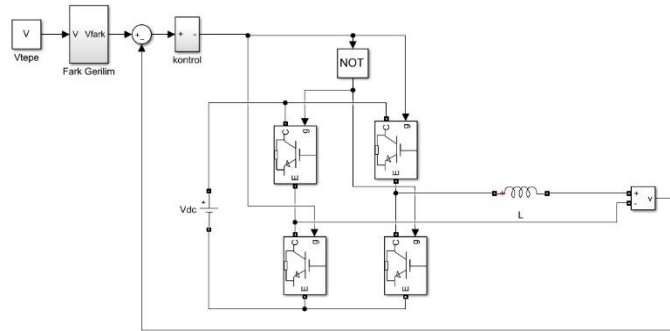 V
Vtepe
V Vfark
Fark Gerilim
+
-
+ -
kontrol
NOT
C g
E
C g
E
Vdc
+
+
L
+
-
v
C g
E
C g
E